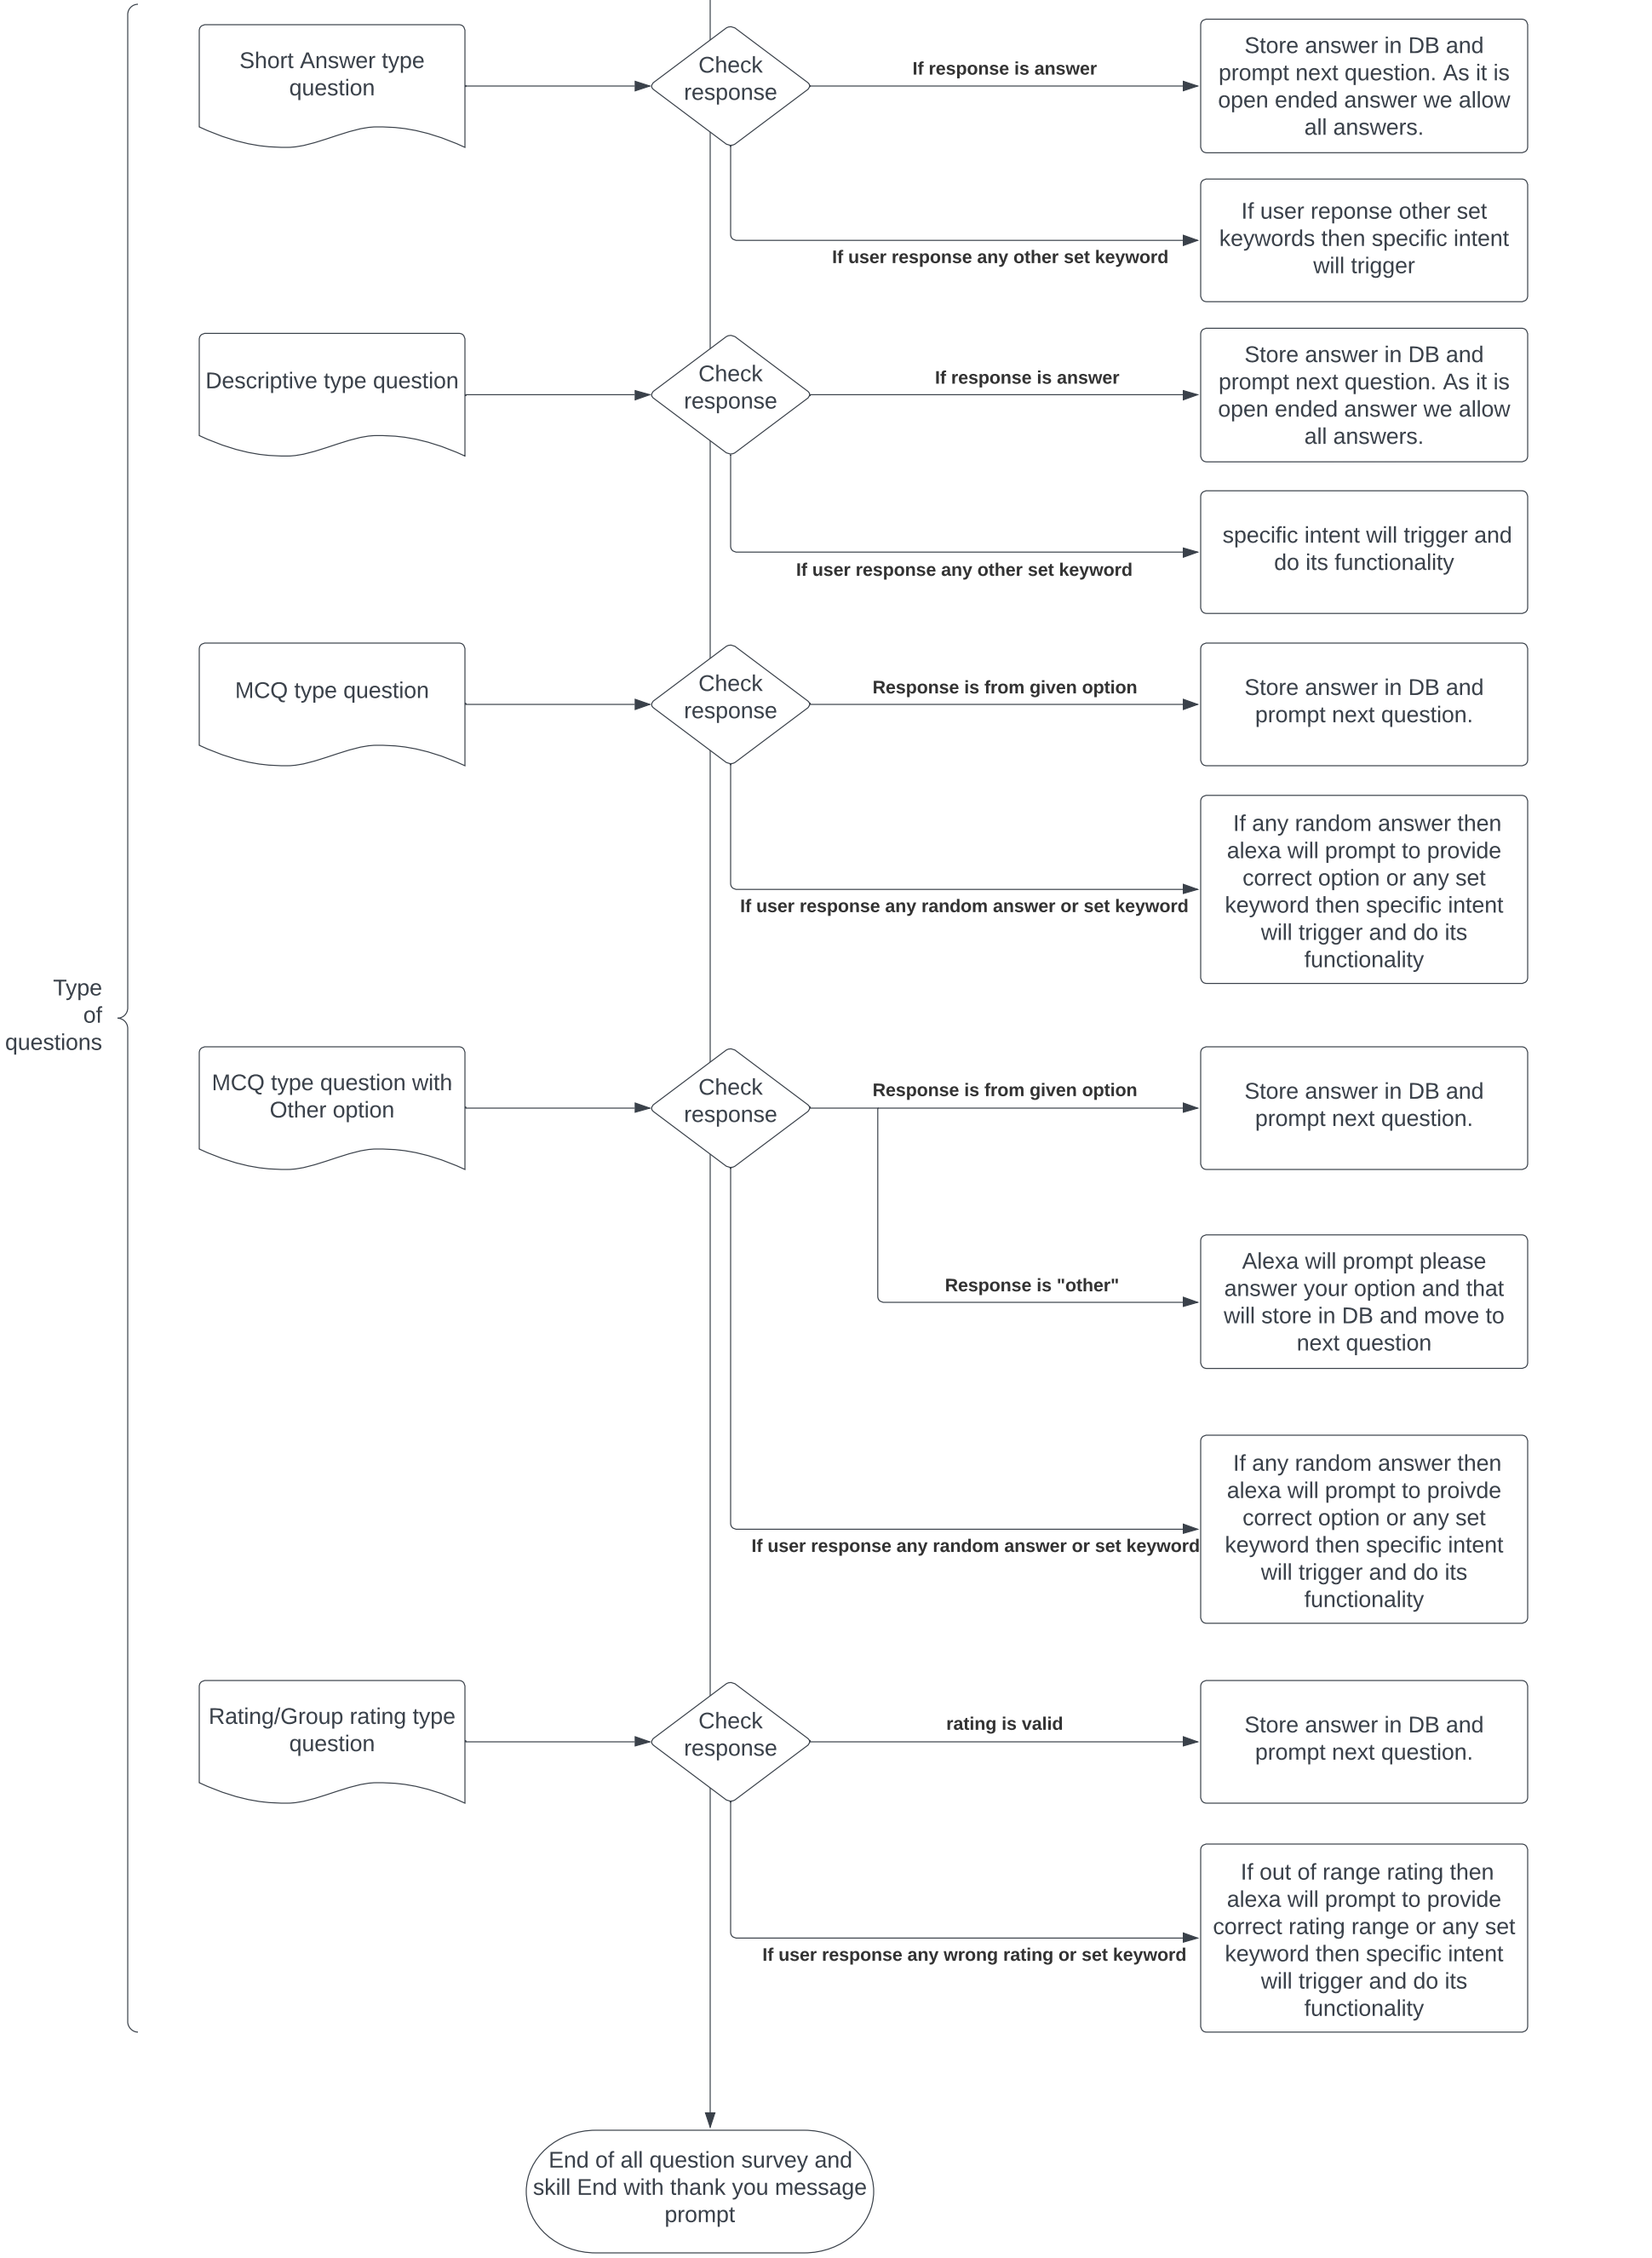 Short Answer type
question
Check
response
If response is answer
Store answer in DB and
prompt next question. As it is
open ended answer we allow
all answers.
If user response any other set keyword
If user reponse other set
keywords then specific intent
will trigger
Descriptive type question
Check
response
If response is answer
Store answer in DB and
prompt next question. As it is
open ended answer we allow
all answers.
If user response any other set keyword
specific intent will trigger and
do its functionality
MCQ type question
Check
response
Response is from given option
Store answer in DB and
prompt next question.
If user response any random answer or set keyword
If any random answer then
alexa will prompt to provide
correct option or any set
keyword then specific intent
will trigger and do its
functionality
Type
of
questions
MCQ type question with
Other option
Check
response
Response is from given option
Store answer in DB and
prompt next question.
Response is "other"
Alexa will prompt please
answer your option and that
will store in DB and move to
next question
If user response any random answer or set keyword
If any random answer then
alexa will prompt to proivde
correct option or any set
keyword then specific intent
will trigger and do its
functionality
Rating/Group rating type
question
Check
response
rating is valid
Store answer in DB and
prompt next question.
If user response any wrong rating or set keyword
If out of range rating then
alexa will prompt to provide
correct rating range or any set
keyword then specific intent
will trigger and do its
functionality
End of all question survey and
skill End with thank you message
prompt